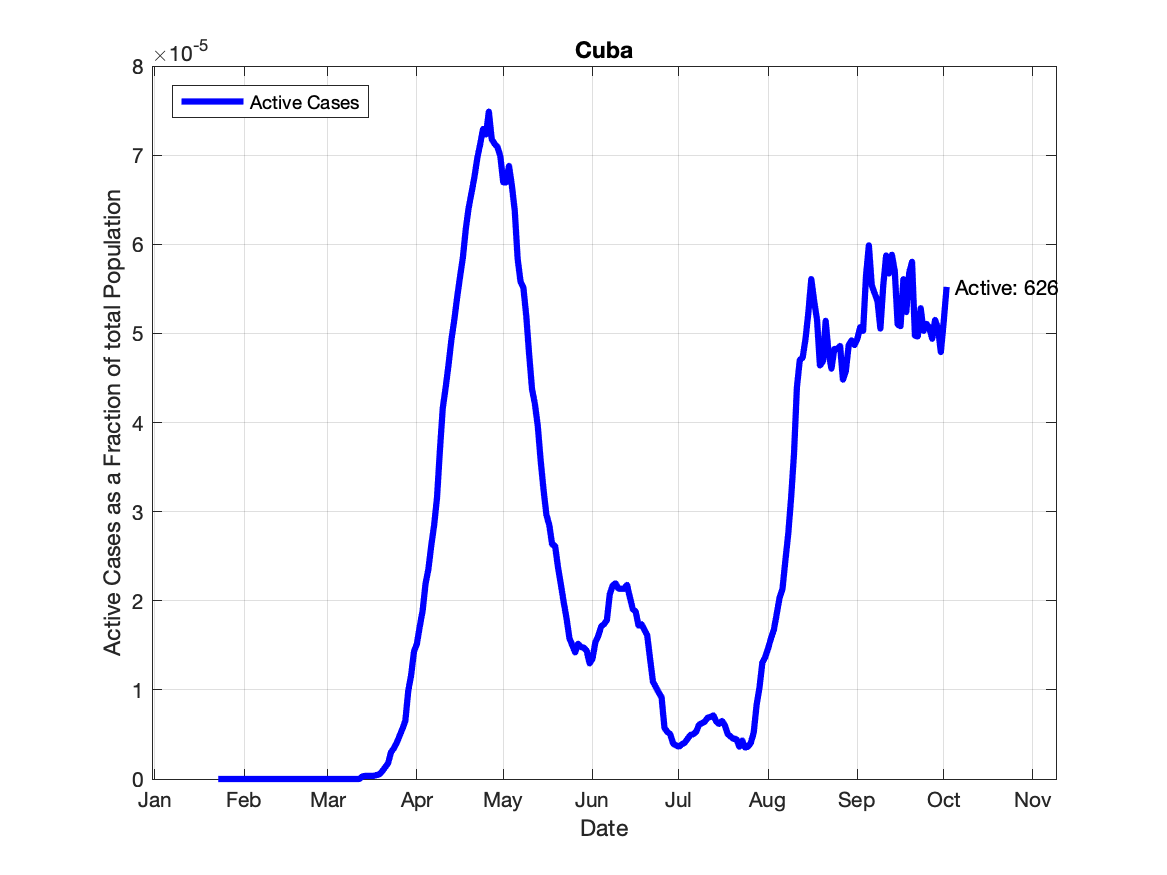 Cuba
×10-5
8
7
6
5
4
3
2
1
0
Active Cases as a Fraction of total Population
Active Cases
Active: 626
Jan Feb Mar Apr May Jun Jul Aug Sep Oct Nov
Date